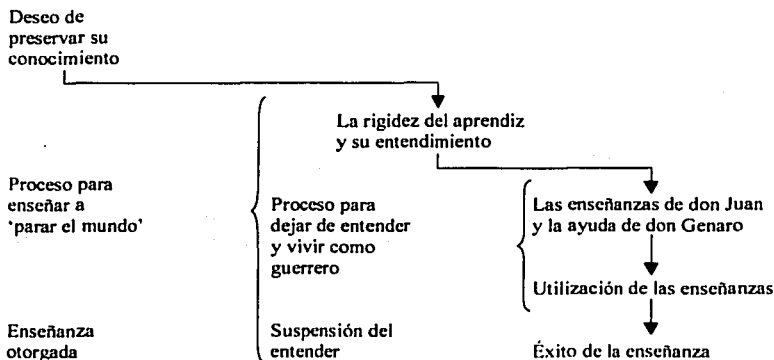 Deseo de
preservar su
conocimiento
La rigidez del aprendiz
y su entendimiento
Proceso para
enseñar a
‘parar el mundo’
Proceso para
dejar de entender
y vivir como
guerrero
Las enseñanzas de don Juan
y la ayuda de don Genaro
Utilización de las enseñanzas
Enseñanza
otorgada
Suspensión del
entender
Éxito de la enseñanza